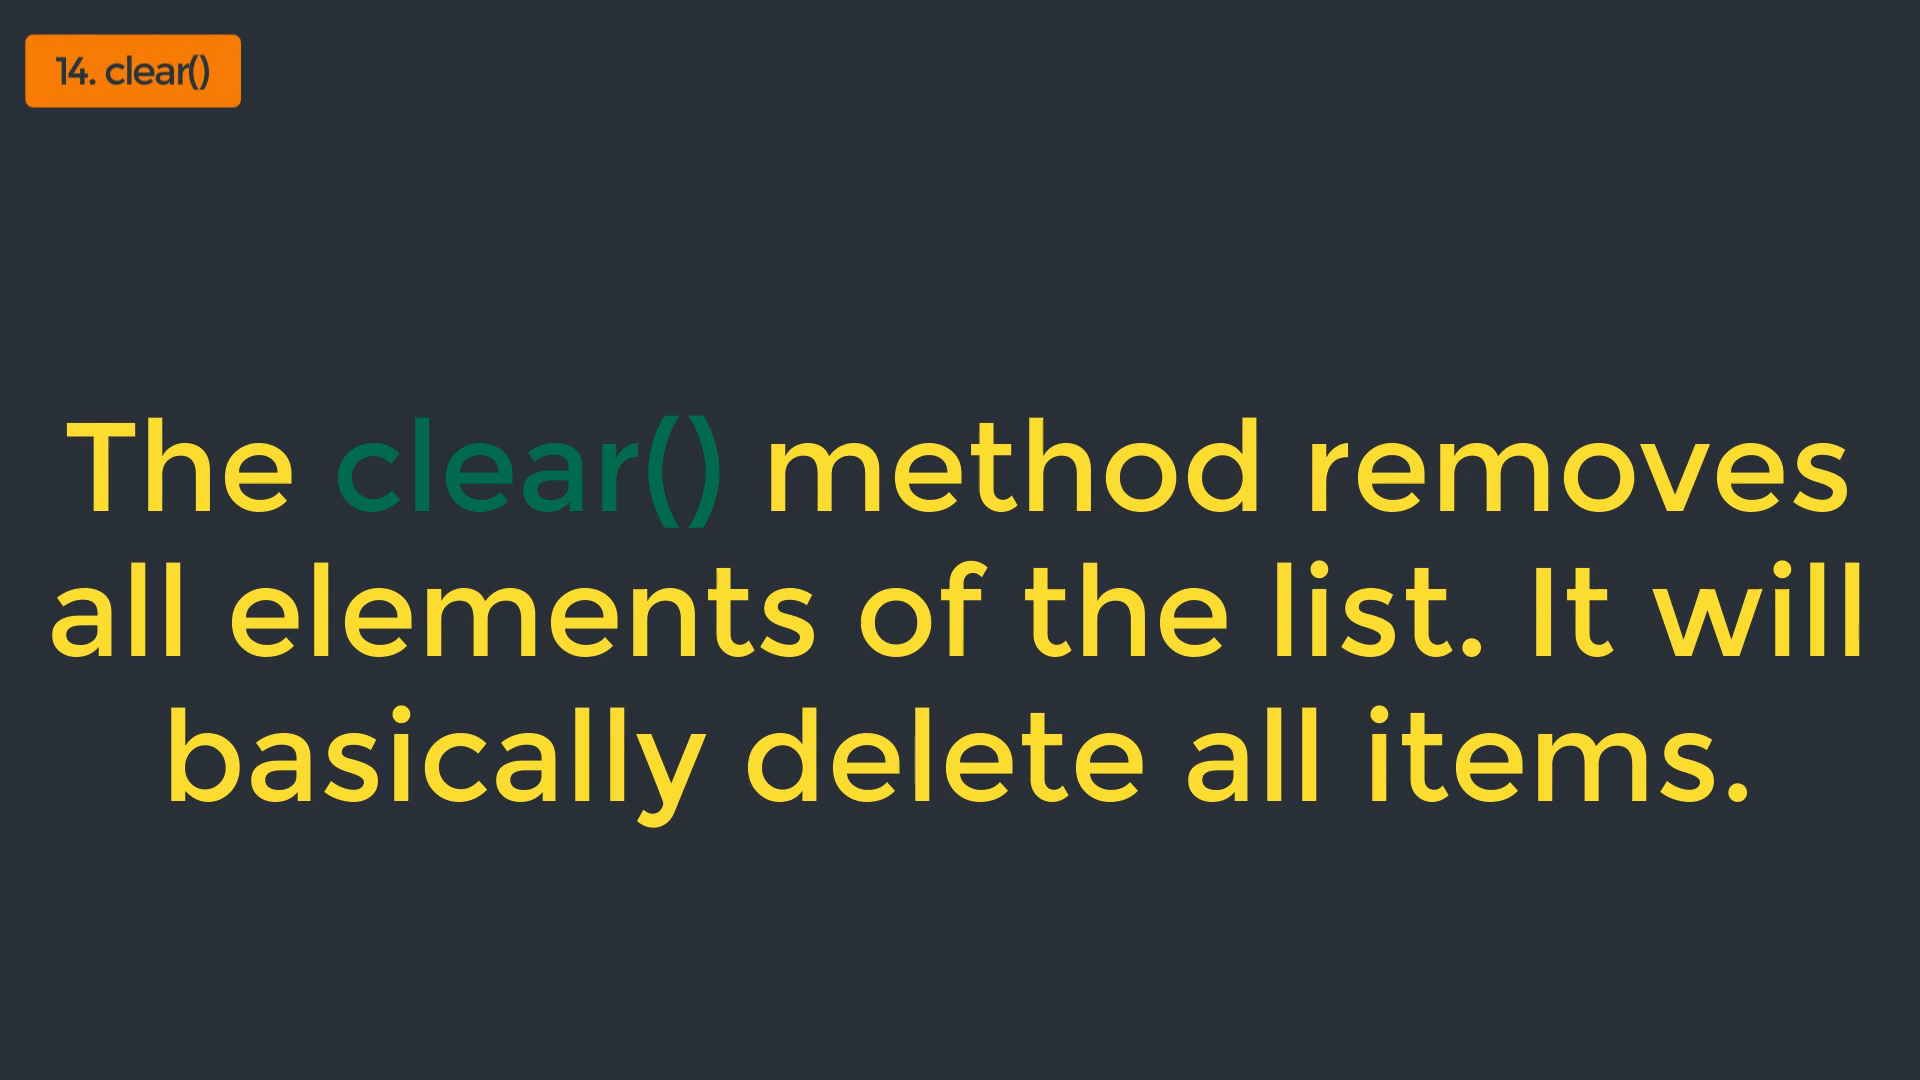 14. clear()
The clear() method removes
all elements of the list. It will
basically delete all items.